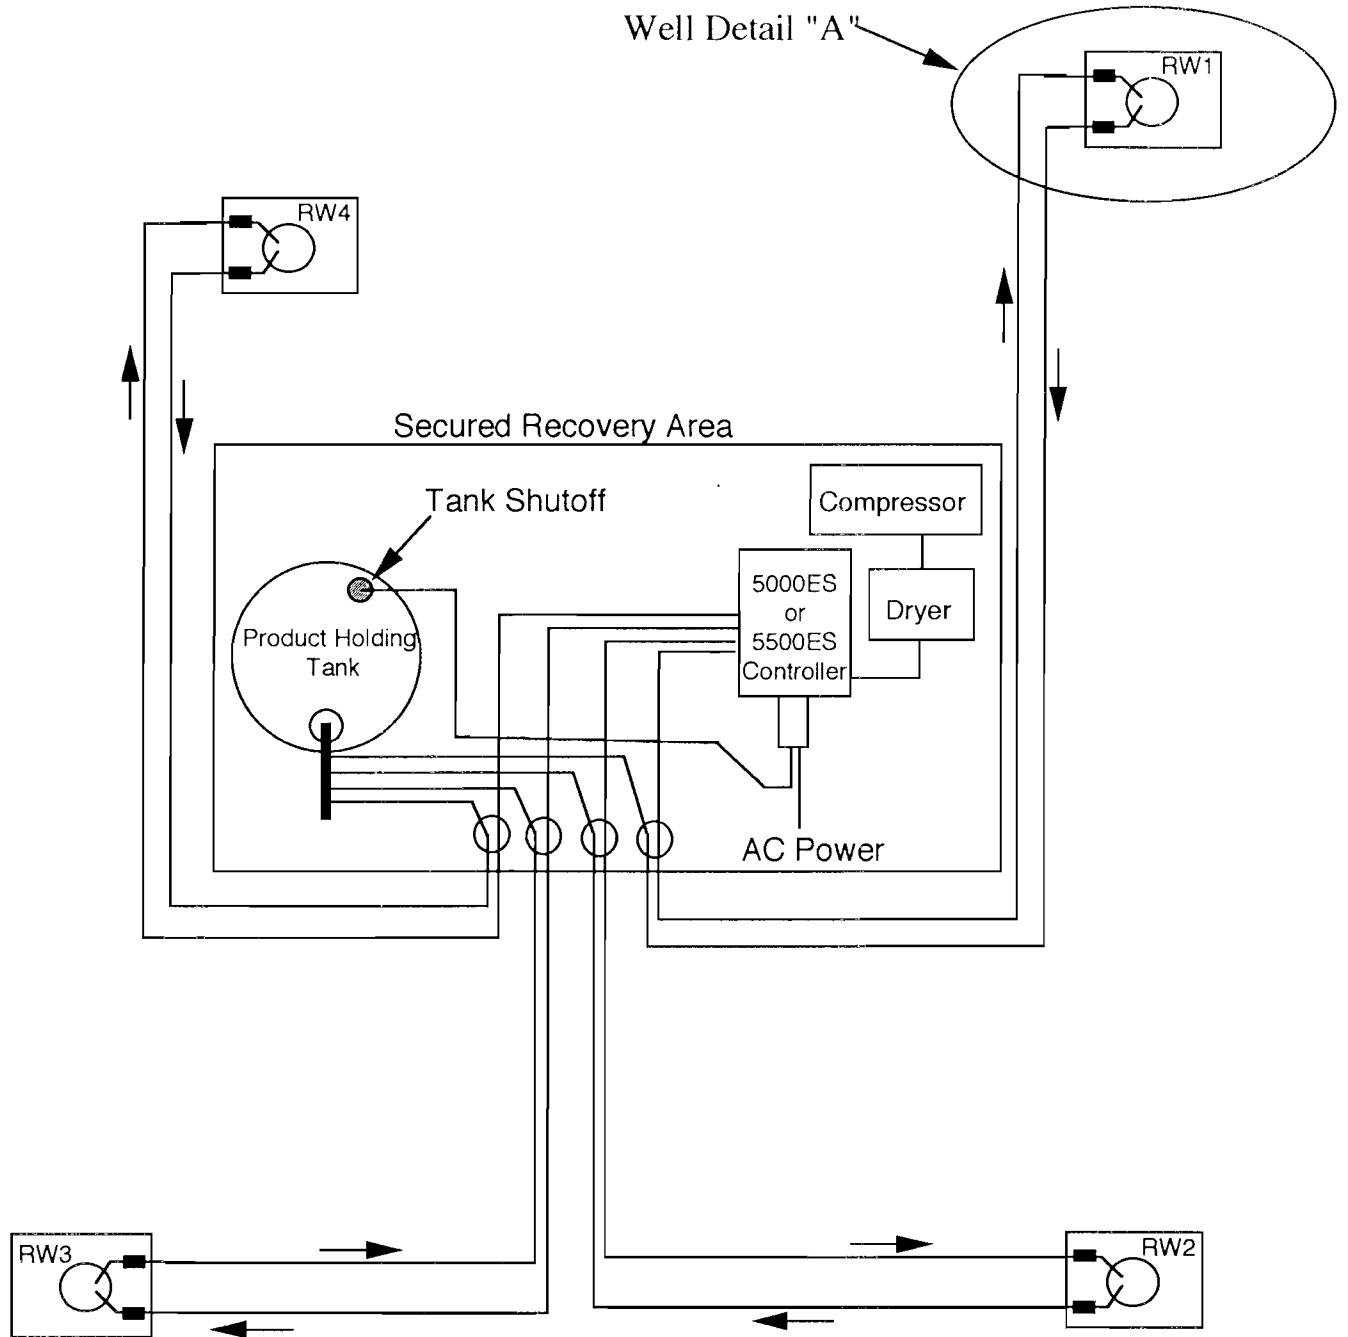 Well Detail "A"
RW1
RW4
Secured Recovery Area
Tank Shutoff
Compressor
5000ES
or
5500ES
Controller
Dryer
Product Holding
Tank
AC Power
RW3
RW2